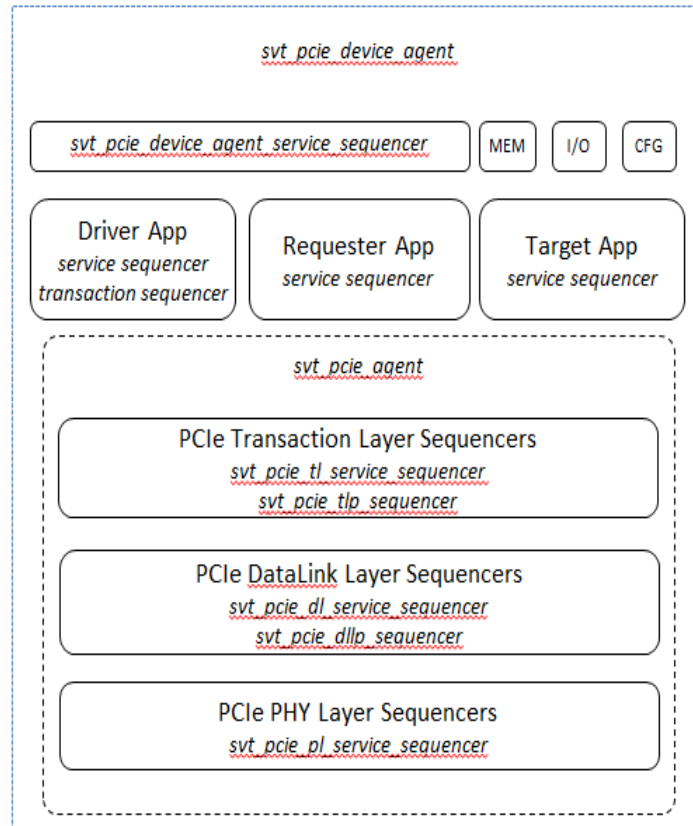 svt_pcie_device_agent
svt_pcie_device_agent_service_sequencer
MEM
I/O
CFG
Driver App
service sequencer
transaction sequencer
Requester App
service sequencer
Target App
service sequencer
svt_pcie_agent
PCIe Transaction Layer Sequencers
svt_pcie_tl_service_sequencer
svt_pcie_tlp_sequencer
PCIe DataLink Layer Sequencers
svt_pcie_dl_service_sequencer
svt_pcie_dllp_sequencer
PCIe PHY Layer Sequencers
svt_pcie_pl_service_sequencer